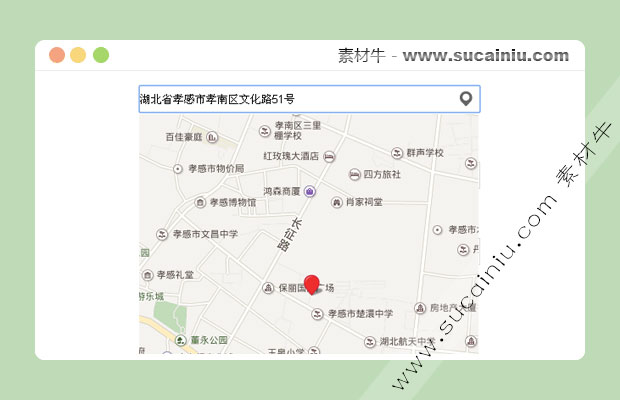 素材牛 - www.sucainiu.com
湖北省孝感市孝南区文化路51号
孝南区三里
棚学校
百佳豪庭
红玫瑰大酒店
群声学校
孝感市物价局
四方旅社
鸿森商厦
孝感博物馆
肖家祠堂
长征路
孝感市文昌中学
孝感市
孝感礼堂
保丽国
广场
游乐城
房地产大厦
孝感市楚澴中学
董永公园
湖北航天中学
王母小学
www.sucainiu.com 素材牛